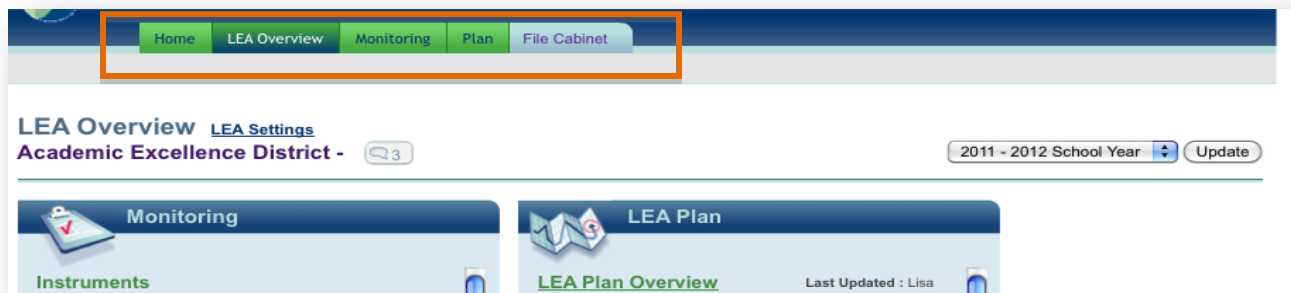 Home LEA Overview Monitoring Plan File Cabinet
LEA Overview LEA Settings
Academic Excellence District - 3
2011 - 2012 School Year Update
Monitoring
LEA Plan
Instruments
LEA Plan Overview Last Updated : Lisa